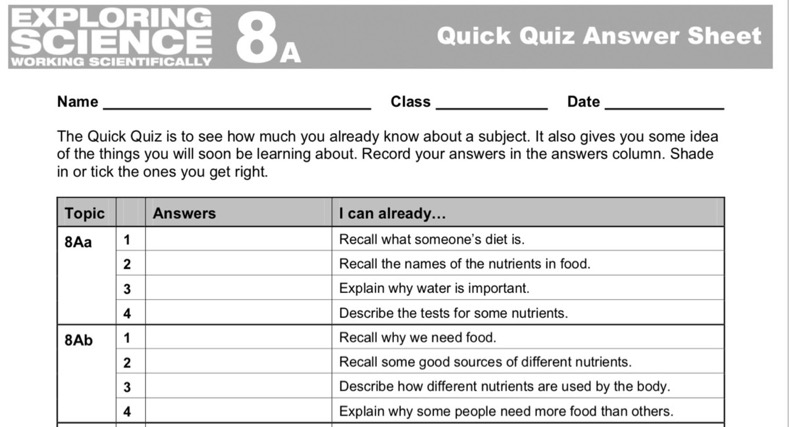 EXPLORING
SCIENCE
WORKING SCIENTIFICALLY
8A
Quick Quiz Answer Sheet
Name Class Date
The Quick Quiz is to see how much you already know about a subject. It also gives you some idea
of the things you will soon be learning about. Record your answers in the answers column. Shade
in or tick the ones you get right.
Topic Answers I can already…
8Aa 1 Recall what someone's diet is.
2 Recall the names of the nutrients in food.
3 Explain why water is important.
4 Describe the tests for some nutrients.
8Ab 1 Recall why we need food.
2 Recall some good sources of different nutrients.
3 Describe how different nutrients are used by the body.
4 Explain why some people need more food than others.